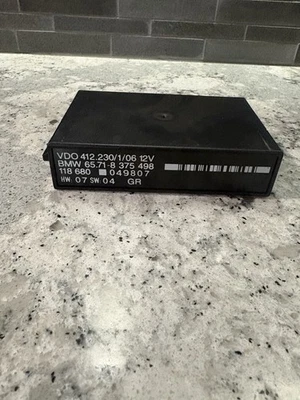 VDO 412.230/1/06 12V
BMW 65.71-8 375 498
118 680 049807
HW 07 SW 04 GR